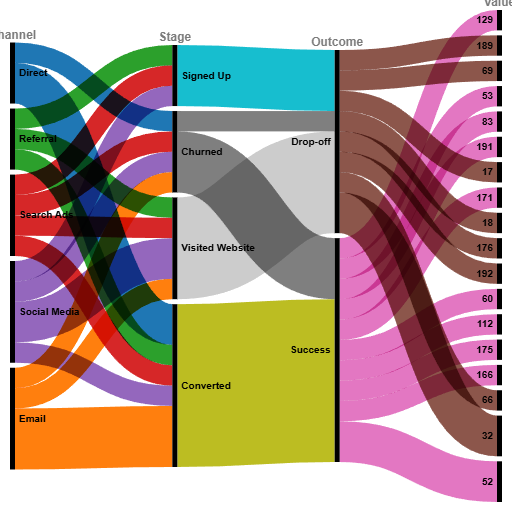 hannel
Stage
Outcome
Value
Direct
Referral
Search Ads
Social Media
Email
Signed Up
Churned
Visited Website
Converted
Drop-off
Success
129
189
69
53
83
191
17
171
18
176
192
60
112
175
166
66
32
52